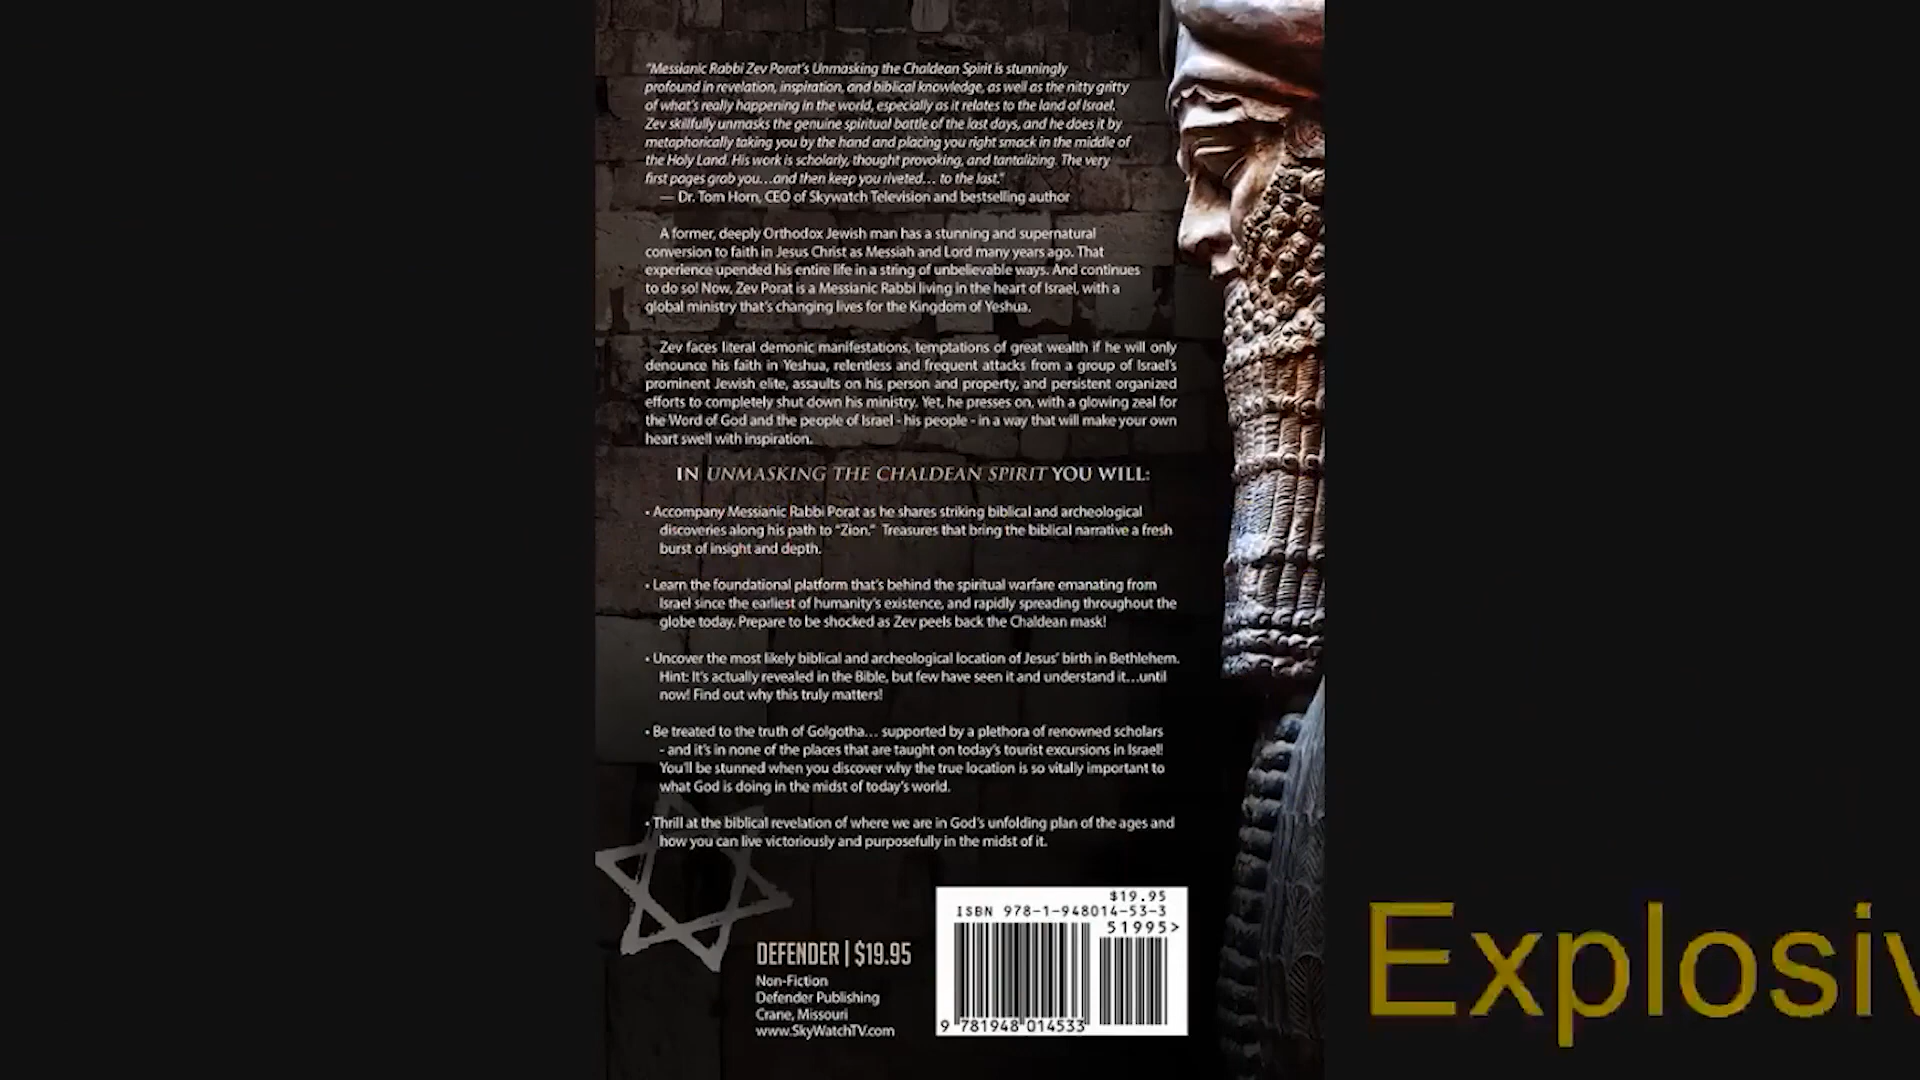 "Messianic Rabbi Zev Porat's Unmasking the Chaldean Spirit is stunningly
profound in revelation, inspiration, and biblical knowledge, as well as the nitty gritty
of what's really happening in the world, especially as it relates to the land of Israel.
Zev skillfully unmasks the genuine spiritual battle of the last days, and he does it by
metaphorically taking you by the hand and placing you right smack in the middle of
the Holy Land. His work is scholarly, thought provoking, and tantalizing. The very
first pages grab you...and then keep you riveted... to the last."
— Dr. Tom Horn, CEO of Skywatch Television and bestselling author
A former, deeply Orthodox Jewish man has a stunning and supernatural
conversion to faith in Jesus Christ as Messiah and Lord many years ago. That
experience upended his entire life in a string of unbelievable ways. And continues
to do so! Now, Zev Porat is a Messianic Rabbi living in the heart of Israel, with a
global ministry that's changing lives for the Kingdom of Yeshua.
Zev faces literal demonic manifestations, temptations of great wealth if he will only
denounce his faith in Yeshua, relentless and frequent attacks from a group of Israel's
prominent Jewish elite, assaults on his person and property, and persistent organized
efforts to completely shut down his ministry. Yet, he presses on, with a glowing zeal for
the Word of God and the people of Israel - his people - in a way that will make your own
heart swell with inspiration.
IN UNMASKING THE CHALDEAN SPIRIT YOU WILL:
• Accompany Messianic Rabbi Porat as he shares striking biblical and archeological
discoveries along his path to "Zion." Treasures that bring the biblical narrative a fresh
burst of insight and depth.
• Learn the foundational platform that's behind the spiritual warfare emanating from
Israel since the earliest of humanity's existence, and rapidly spreading throughout the
globe today. Prepare to be shocked as Zev peels back the Chaldean mask!
• Uncover the most likely biblical and archeological location of Jesus' birth in Bethlehem.
Hint: It's actually revealed in the Bible, but few have seen it and understand it...until
now! Find out why this truly matters!
• Be treated to the truth of Golgotha... supported by a plethora of renowned scholars
- and it's in none of the places that are taught on today's tourist excursions in Israel!
You'll be stunned when you discover why the true location is so vitally important to
what God is doing in the midst of today's world.
• Thrill at the biblical revelation of where we are in God's unfolding plan of the ages and
how you can live victoriously and purposefully in the midst of it.
$19.95
ISBN 978-1-948014-53-3
51995>
9 781948 014533
DEFENDER | $19.95
Non-Fiction
Defender Publishing
Crane, Missouri
www.SkyWatchTV.com
Explosiv